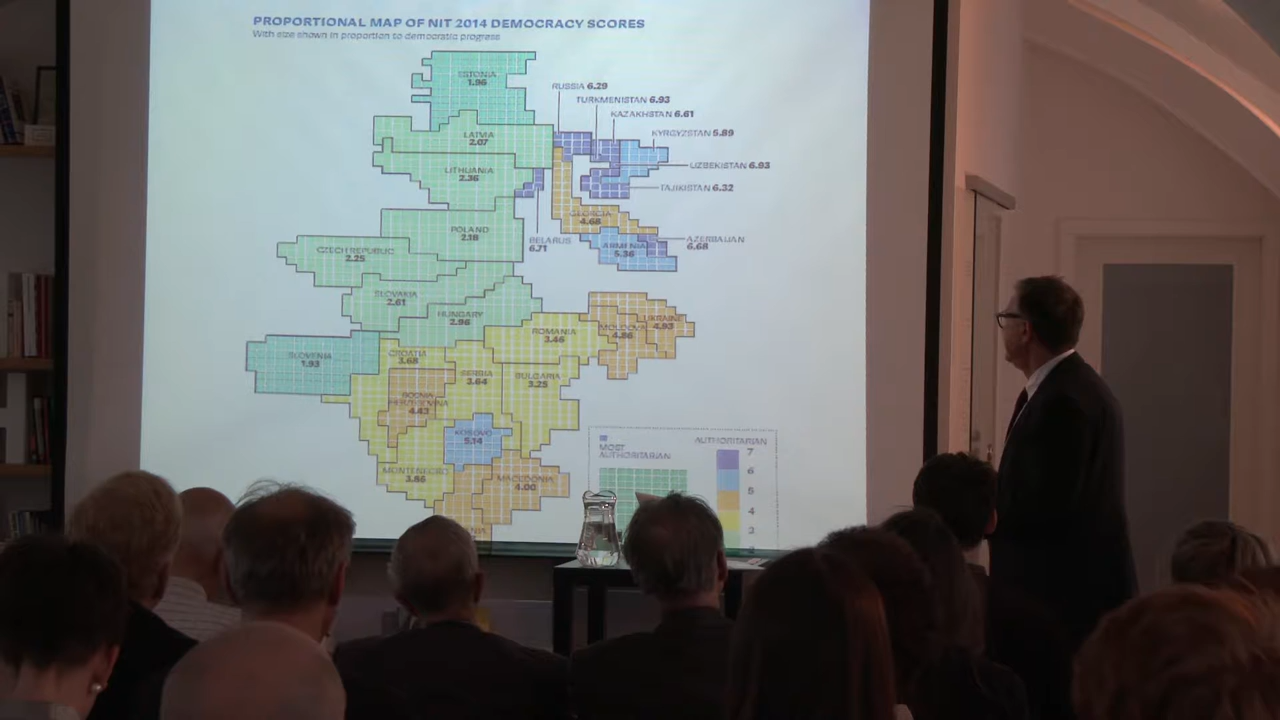 PROPORTIONAL MAP OF NIT 2014 DEMOCRACY SCORES
With size shown in proportion to democratic progress
ESTONIA
1.96
RUSSIA 6.29
TURKMENISTAN 6.93
KAZAKHSTAN 6.61
KYRGYZSTAN 5.89
UZBEKISTAN 6.93
TAJIKISTAN 6.32
LATVIA
2.07
LITHUANIA
2.36
GEORGIA
4.68
POLAND
2.18
BELARUS
6.71
AZERBAIJAN
6.68
ARMENIA
5.36
CZECH REPUBLIC
2.25
SLOVAKIA
2.61
HUNGARY
2.96
ROMANIA
3.46
MOLDOVA
4.86
UKRAINE
4.93
SLOVENIA
1.93
CROATIA
3.68
SERBIA
3.64
BULGARIA
3.25
BOSNIA
HERZEGOVINA
4.43
KOSOVO
5.14
MONTENEGRO
3.86
MACEDONIA
4.00
MOST
AUTHORITARIAN
AUTHORITARIAN
7
6
5
4
3